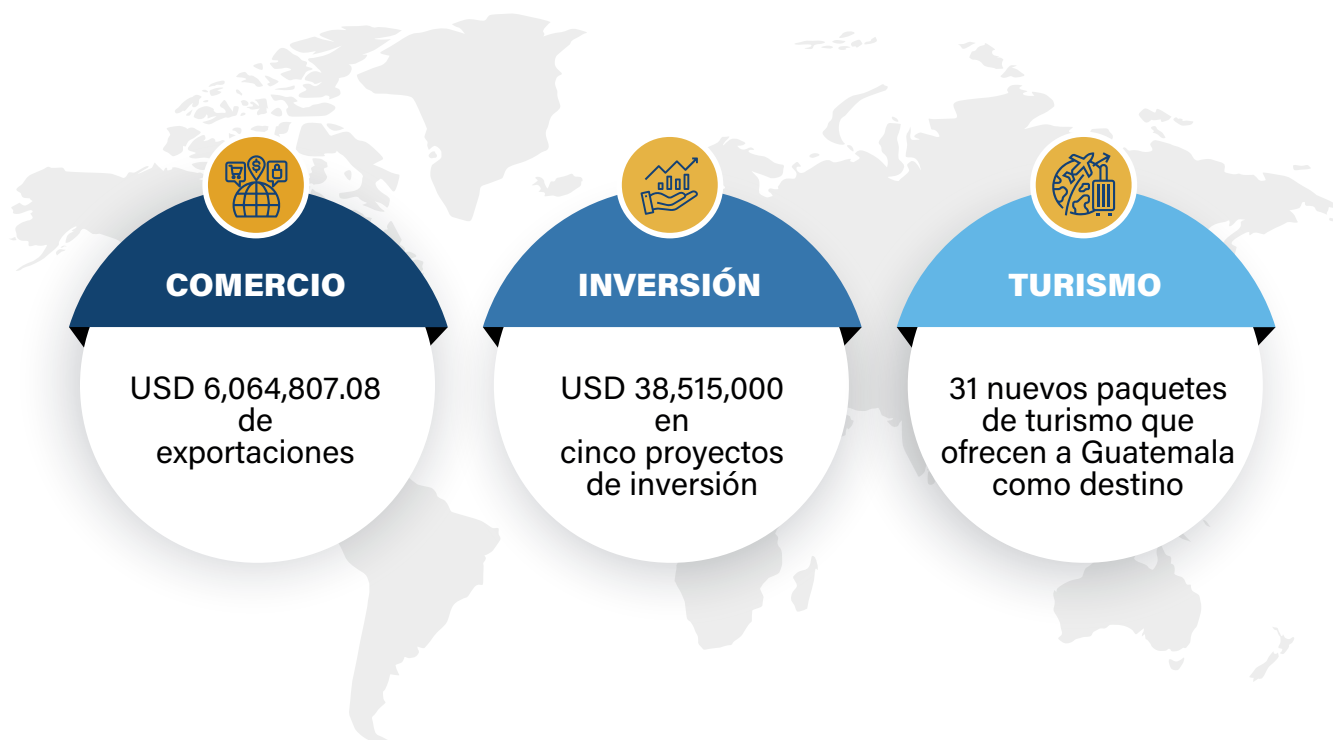 COMERCIO
USD 6,064,807.08
de
exportaciones
INVERSIÓN
USD 38,515,000
en
cinco proyectos
de inversión
TURISMO
31 nuevos paquetes
de turismo que
ofrecen a Guatemala
como destino